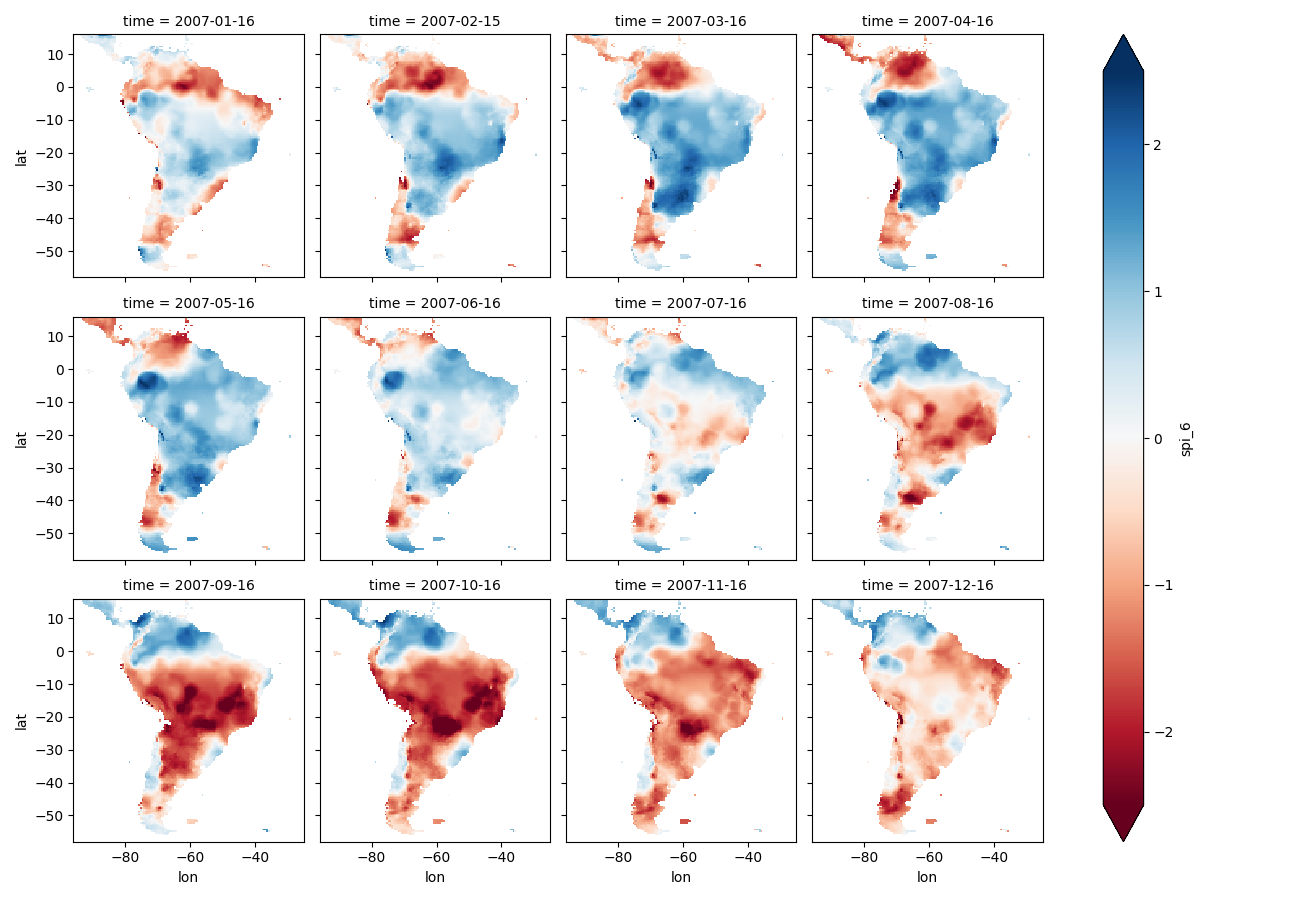 time = 2007-01-16
time = 2007-02-15
time = 2007-03-16
time = 2007-04-16
10
0
−10
−20
−30
−40
−50
lat
time = 2007-05-16
time = 2007-06-16
time = 2007-07-16
time = 2007-08-16
10
0
−10
−20
−30
−40
−50
lat
time = 2007-09-16
time = 2007-10-16
time = 2007-11-16
time = 2007-12-16
10
0
−10
−20
−30
−40
−50
lat
−80 −60 −40
lon
−80 −60 −40
lon
−80 −60 −40
lon
−80 −60 −40
lon
2
1
0
−1
−2
spi_6